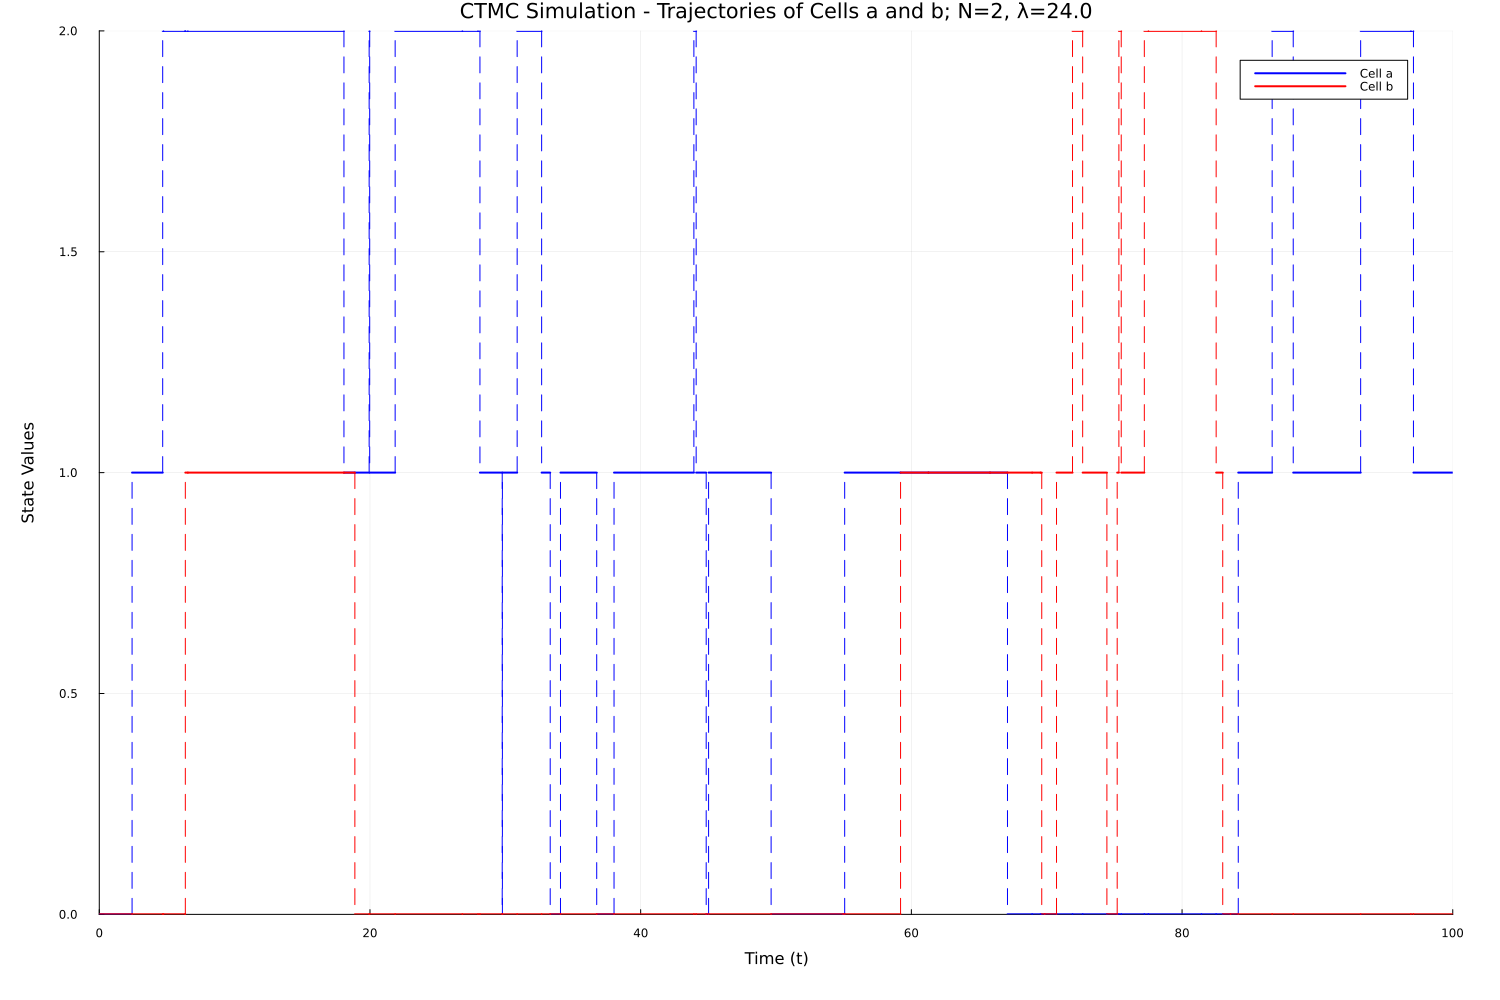 CTMC Simulation - Trajectories of Cells a and b; N=2, λ=24.0
2.0
Cell a
Cell b
1.5
1.0
0.5
0.0
0 20 40 60 80 100
State Values
Time (t)